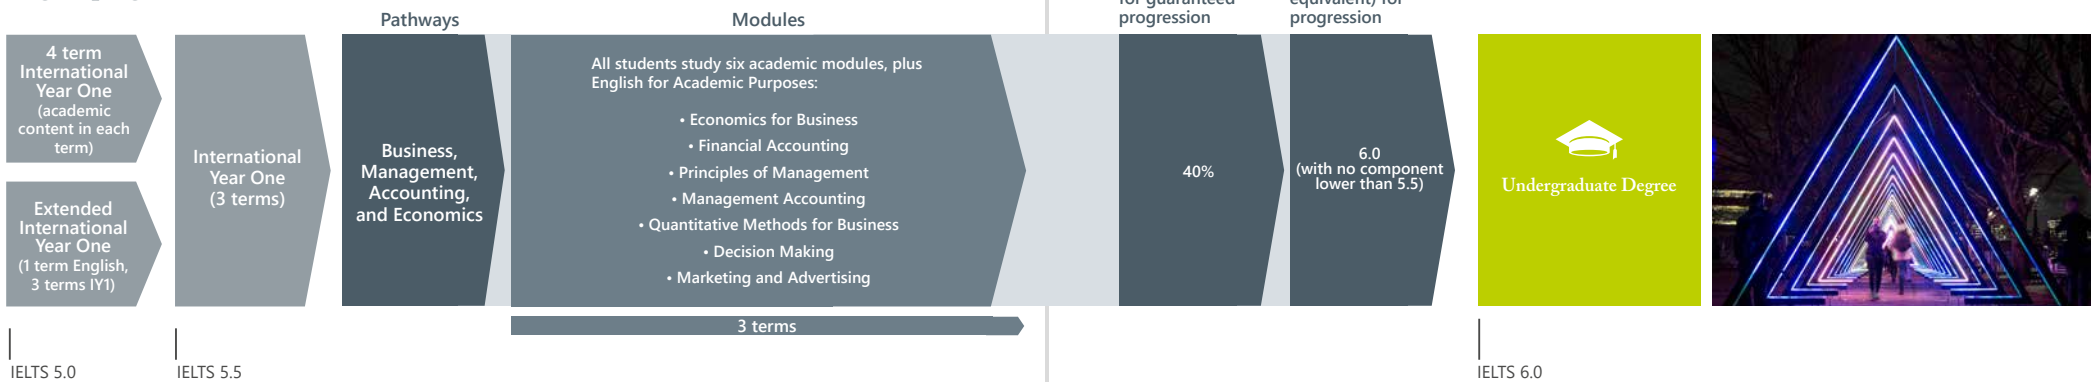 Pathways
Modules
for guaranteed
progression
equivalent) for
progression
4 term
International
Year One
(academic
content in each
term)
Extended
International
Year One
(1 term English,
3 terms IY1)
International
Year One
(3 terms)
Business,
Management,
Accounting,
and Economics
All students study six academic modules, plus
English for Academic Purposes:
• Economics for Business
• Financial Accounting
• Principles of Management
• Management Accounting
• Quantitative Methods for Business
• Decision Making
• Marketing and Advertising
3 terms
40%
6.0
(with no component
lower than 5.5)
Undergraduate Degree
IELTS 5.0
IELTS 5.5
IELTS 6.0